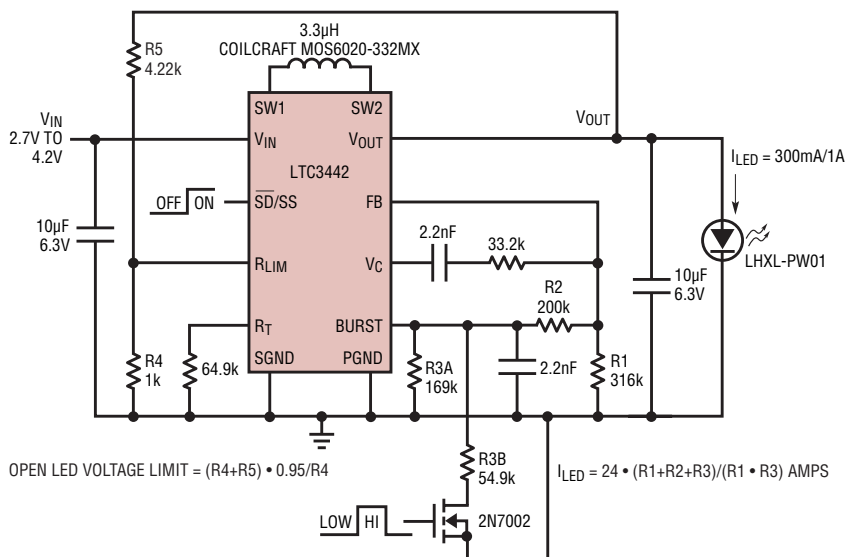 3.3µH
COILCRAFT MOS6020-332MX
R5
4.22k
SW1
SW2
VIN
2.7V TO
4.2V
VIN
VOUT
VOUT
LTC3442
ILED = 300mA/1A
OFF
ON
SD/SS
FB
10µF
6.3V
2.2nF
33.2k
LHXL-PW01
RLIM
VC
R2
200k
10µF
6.3V
RT
BURST
R4
1k
64.9k
SGND
PGND
R3A
169k
2.2nF
R1
316k
OPEN LED VOLTAGE LIMIT = (R4+R5) • 0.95/R4
R3B
54.9k
ILED = 24 • (R1+R2+R3)/(R1 • R3) AMPS
LOW
HI
2N7002